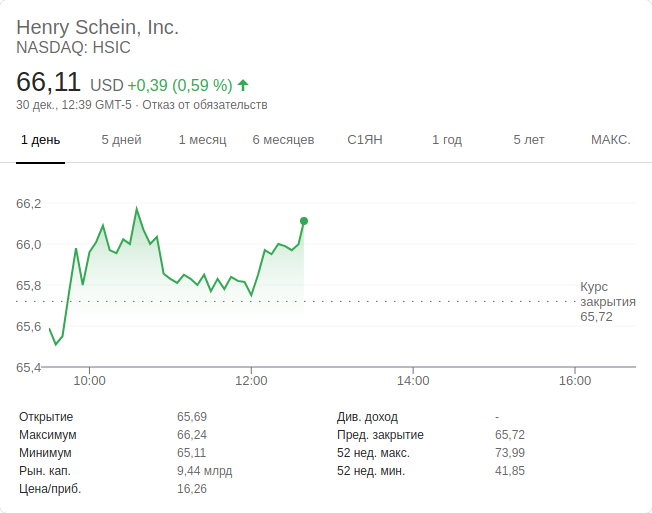 Henry Schein, Inc.
NASDAQ: HSIC
66,11 USD +0,39 (0,59 %)
30 дек., 12:39 GMT-5 · Отказ от обязательств
1 день 5 дней 1 месяц 6 месяцев С1ЯН 1 год 5 лет МАКС.
66,2
66,0
65,8
65,6
65,4
Курс
закрытия
65,72
10:00 12:00 14:00 16:00
Открытие 65,69 Див. доход -
Максимум 66,24 Пред. закрытие 65,72
Минимум 65,11 52 нед. макс. 73,99
Рын. кап. 9,44 млрд 52 нед. мин. 41,85
Цена/приб. 16,26